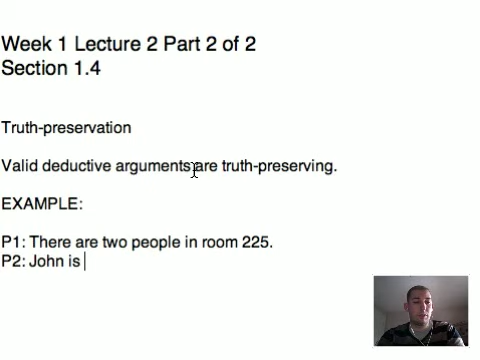 Week 1 Lecture 2 Part 2 of 2
Section 1.4
Truth-preservation
Valid deductive arguments are truth-preserving.
EXAMPLE:
P1: There are two people in room 225.
P2: John is